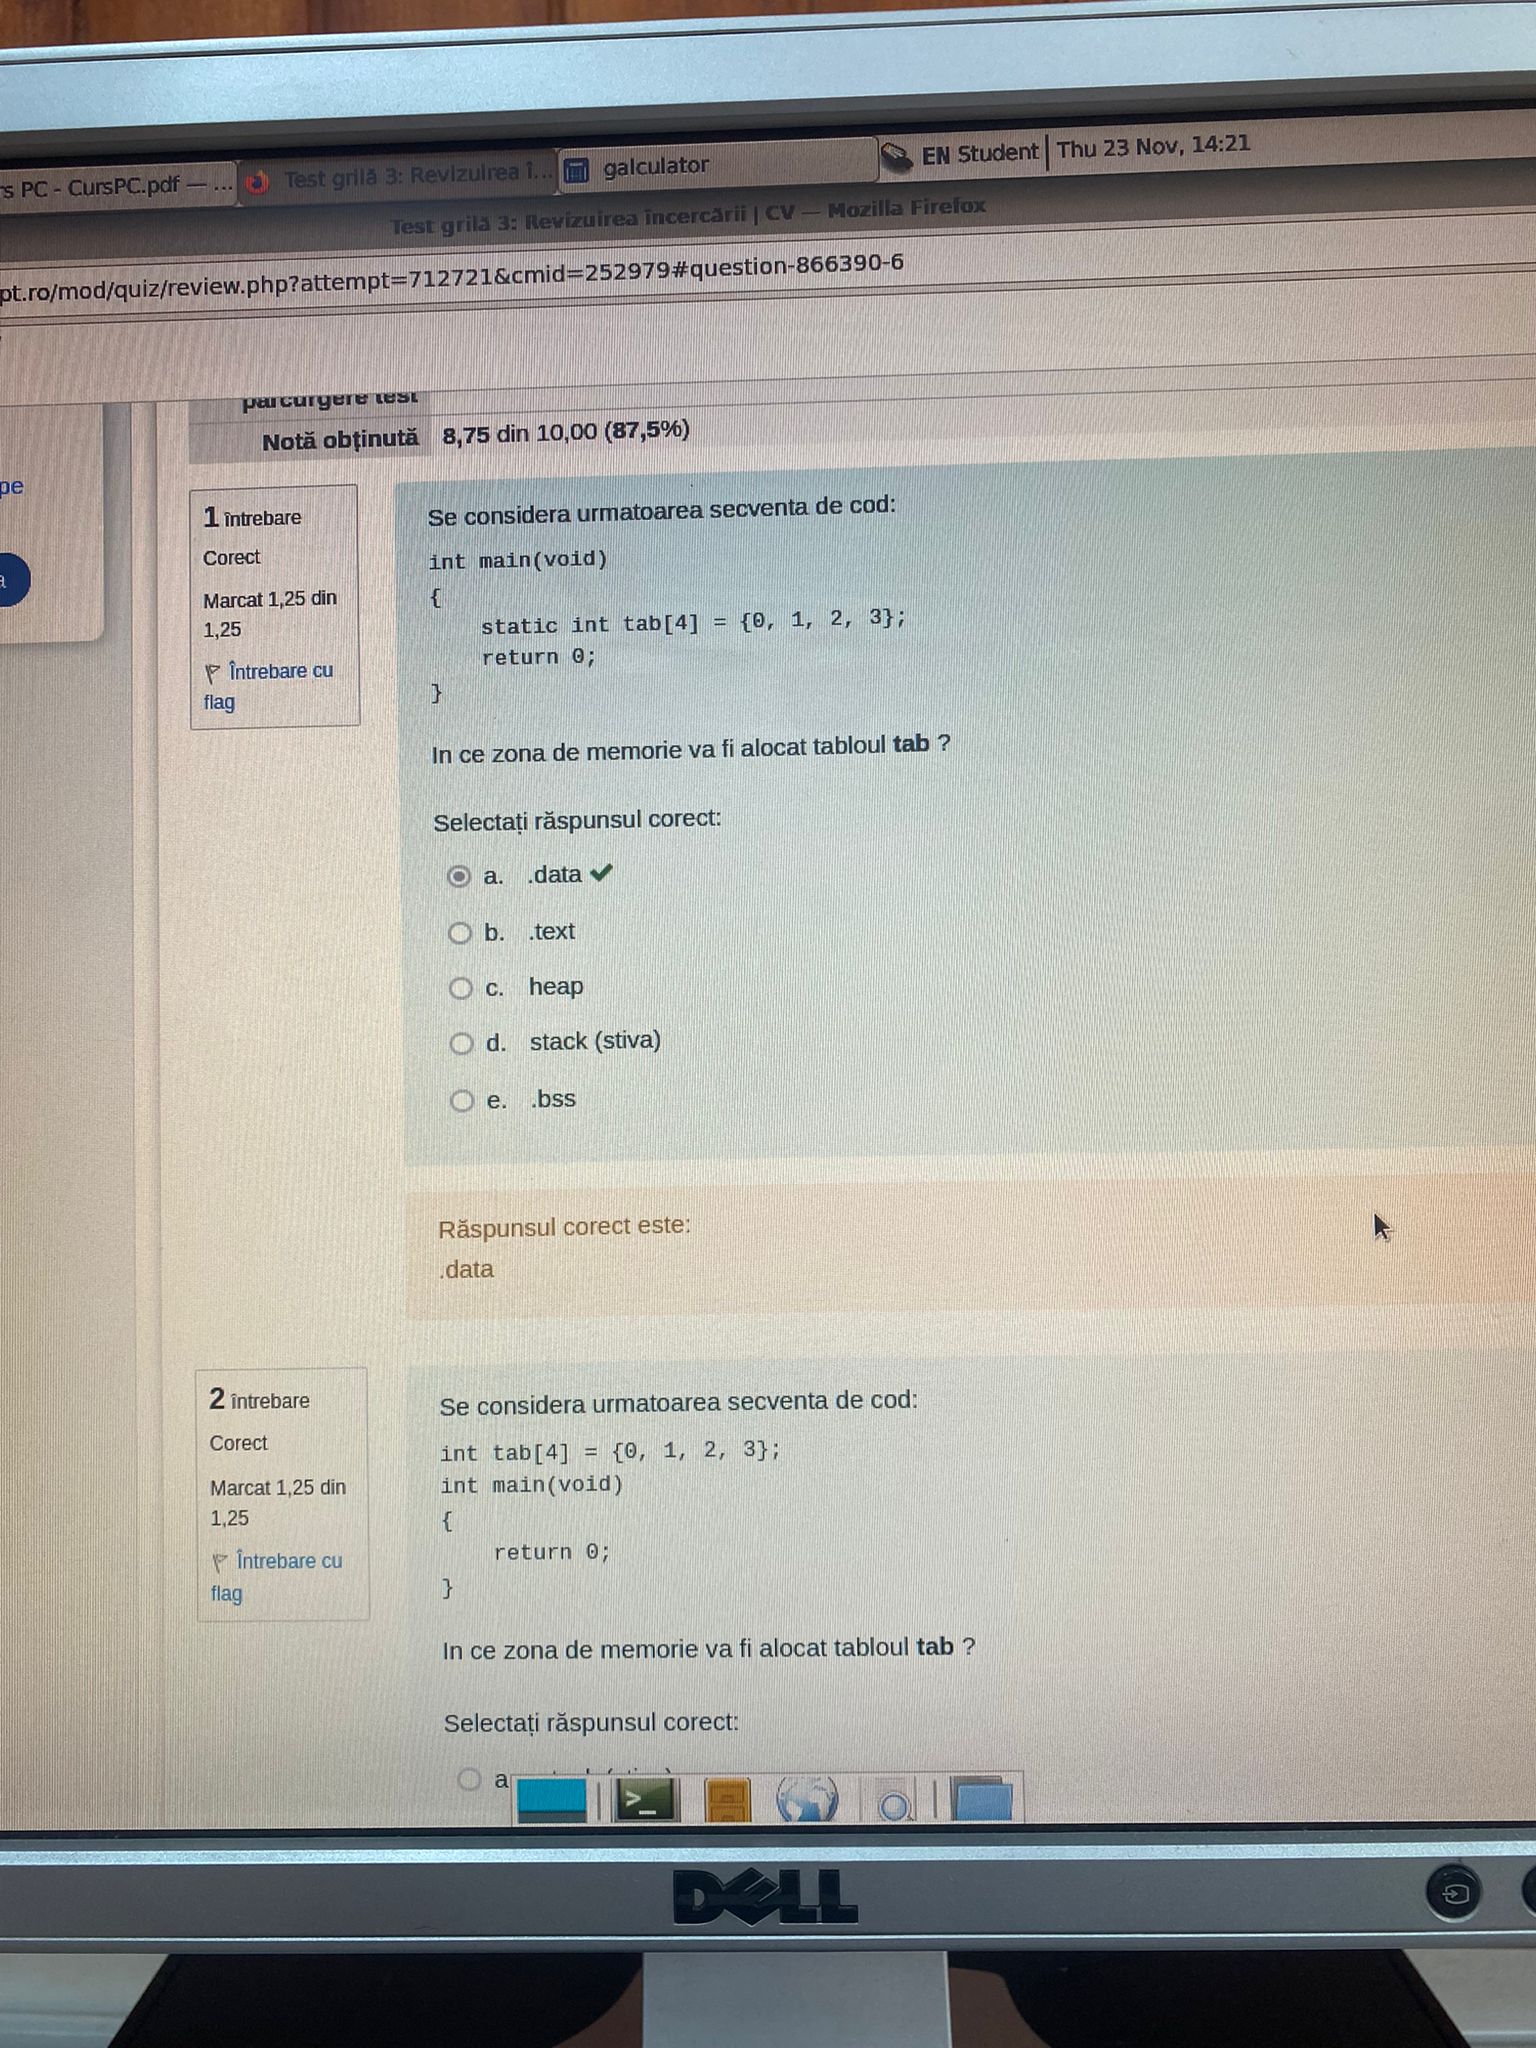 s PC - CursPC.pdf — ...
Test grilă 3: Revizuirea î...
galculator
EN Student
Thu 23 Nov, 14:21
Test grilă 3: Revizuirea încercării | CV — Mozilla Firefox
pt.ro/mod/quiz/review.php?attempt=712721&cmid=252979#question-866390-6
parcurgere test
Notă obținută 8,75 din 10,00 (87,5%)
pe
a
1 întrebare
Corect
Marcat 1,25 din
1,25
Întrebare cu
flag
Se considera urmatoarea secventa de cod:
int main(void)
{
static int tab[4] = {0, 1, 2, 3};
return 0;
}
In ce zona de memorie va fi alocat tabloul tab ?
Selectați răspunsul corect:
a. .data
b. .text
c. heap
d. stack (stiva)
e. .bss
Răspunsul corect este:
.data
2 întrebare
Corect
Marcat 1,25 din
1,25
Întrebare cu
flag
Se considera urmatoarea secventa de cod:
int tab[4] = {0, 1, 2, 3};
int main(void)
{
return 0;
}
In ce zona de memorie va fi alocat tabloul tab ?
Selectați răspunsul corect:
a
>_
DELL